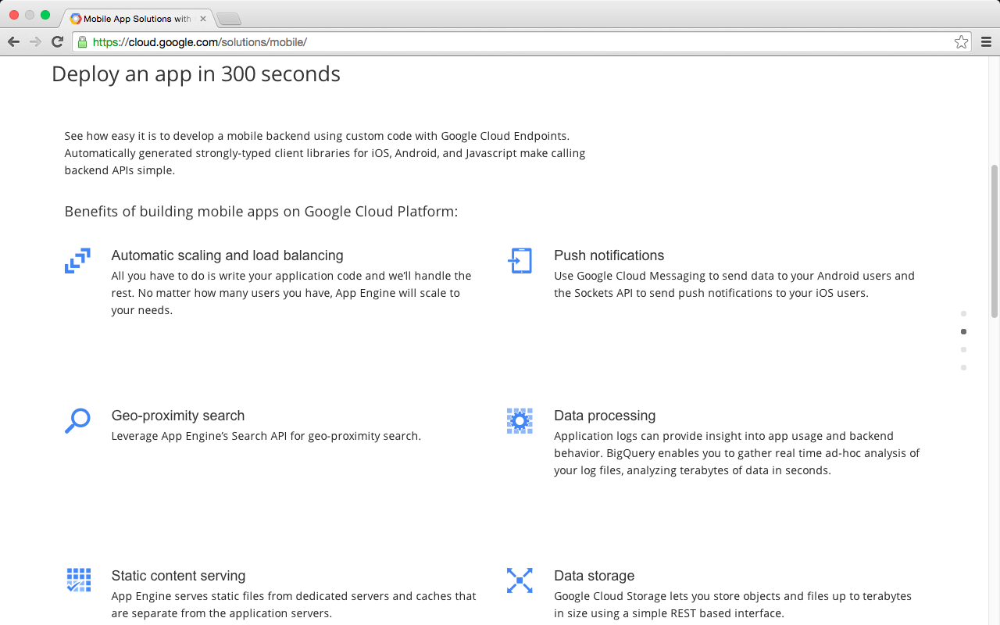 Mobile App Solutions with
https://cloud.google.com/solutions/mobile/
Deploy an app in 300 seconds
See how easy it is to develop a mobile backend using custom code with Google Cloud Endpoints.
Automatically generated strongly-typed client libraries for iOS, Android, and Javascript make calling
backend APIs simple.
Benefits of building mobile apps on Google Cloud Platform:
Automatic scaling and load balancing
All you have to do is write your application code and we’ll handle the
rest. No matter how many users you have, App Engine will scale to
your needs.
Push notifications
Use Google Cloud Messaging to send data to your Android users and
the Sockets API to send push notifications to your iOS users.
Geo-proximity search
Leverage App Engine’s Search API for geo-proximity search.
Data processing
Application logs can provide insight into app usage and backend
behavior. BigQuery enables you to gather real time ad-hoc analysis of
your log files, analyzing terabytes of data in seconds.
Static content serving
App Engine serves static files from dedicated servers and caches that
are separate from the application servers.
Data storage
Google Cloud Storage lets you store objects and files up to terabytes
in size using a simple REST based interface.